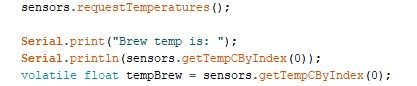 sensors.requestTemperatures();
Serial.print("Brew temp is: ");
Serial.println(sensors.getTempCByIndex(0));
volatile float tempBrew = sensors.getTempCByIndex(0);